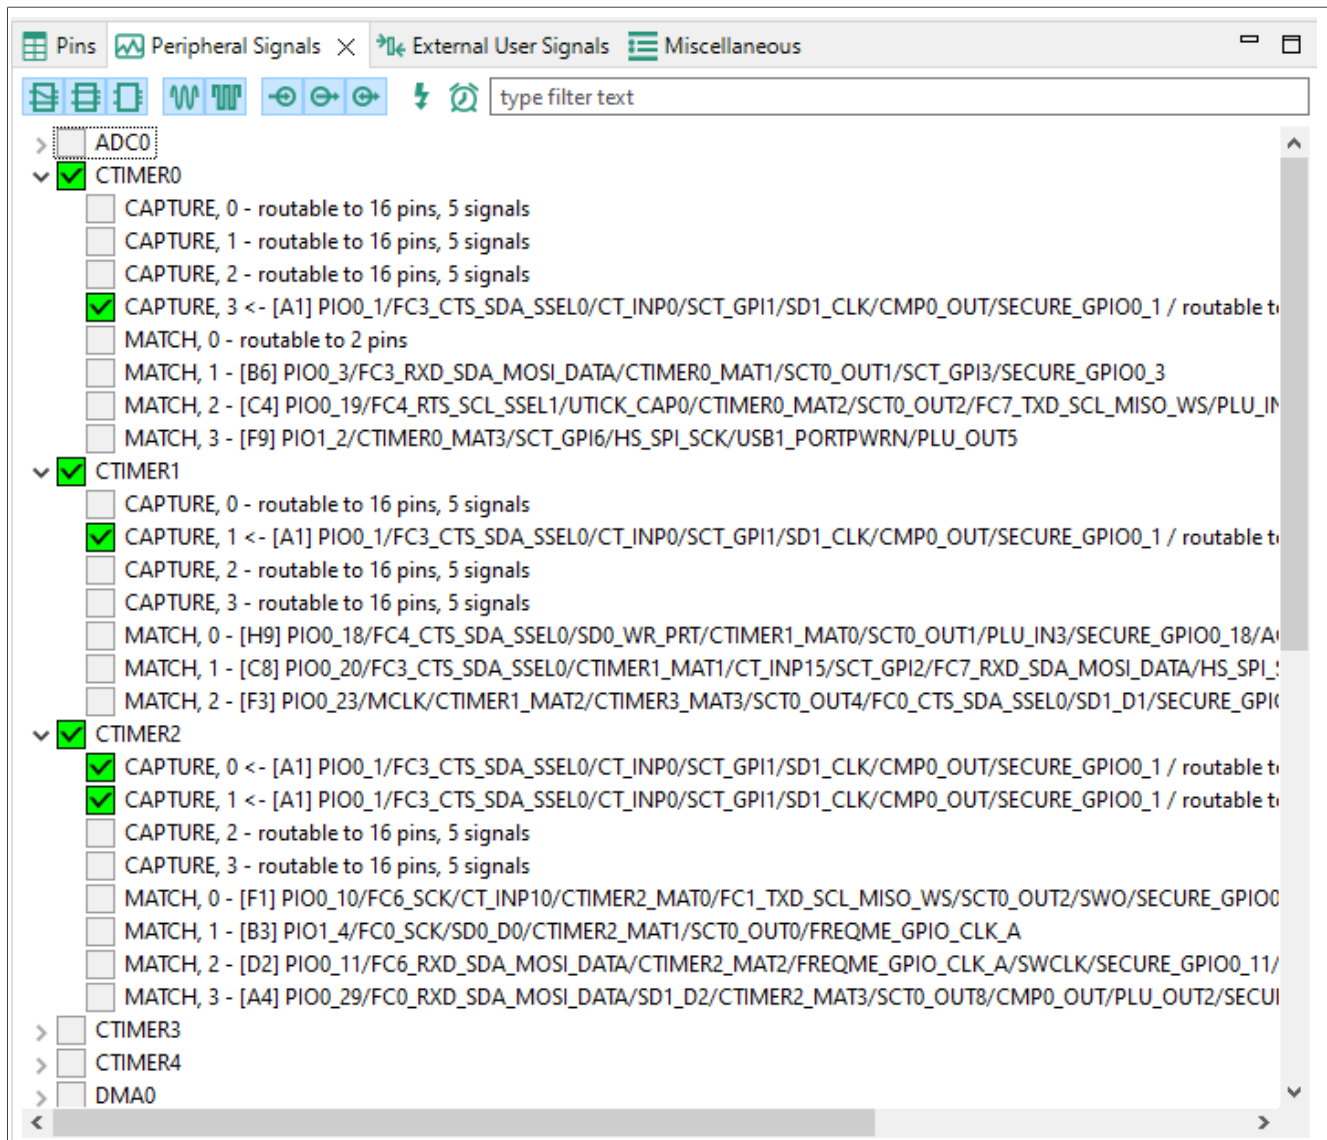 Pins Peripheral Signals External User Signals Miscellaneous
type filter text
ADC0
CTIMER0
CAPTURE, 0 - routable to 16 pins, 5 signals
CAPTURE, 1 - routable to 16 pins, 5 signals
CAPTURE, 2 - routable to 16 pins, 5 signals
CAPTURE, 3 <- [A1] PIO0_1/FC3_CTS_SDA_SSEL0/CT_INP0/SCT_GPI1/SD1_CLK/CMP0_OUT/SECURE_GPIO0_1 / routable t
MATCH, 0 - routable to 2 pins
MATCH, 1 - [B6] PIO0_3/FC3_RXD_SDA_MOSI_DATA/CTIMER0_MAT1/SCT0_OUT1/SCT_GPI3/SECURE_GPIO0_3
MATCH, 2 - [C4] PIO0_19/FC4_RTS_SCL_SSEL1/UTICK_CAP0/CTIMER0_MAT2/SCT0_OUT2/FC7_TXD_SCL_MISO_WS/PLU_IN
MATCH, 3 - [F9] PIO1_2/CTIMER0_MAT3/SCT_GPI6/HS_SPI_SCK/USB1_PORTPWRN/PLU_OUT5
CTIMER1
CAPTURE, 0 - routable to 16 pins, 5 signals
CAPTURE, 1 <- [A1] PIO0_1/FC3_CTS_SDA_SSEL0/CT_INP0/SCT_GPI1/SD1_CLK/CMP0_OUT/SECURE_GPIO0_1 / routable t
CAPTURE, 2 - routable to 16 pins, 5 signals
CAPTURE, 3 - routable to 16 pins, 5 signals
MATCH, 0 - [H9] PIO0_18/FC4_CTS_SDA_SSEL0/SD0_WR_PRT/CTIMER1_MAT0/SCT0_OUT1/PLU_IN3/SECURE_GPIO0_18/A
MATCH, 1 - [C8] PIO0_20/FC3_CTS_SDA_SSEL0/CTIMER1_MAT1/CT_INP15/SCT_GPI2/FC7_RXD_SDA_MOSI_DATA/HS_SPI_
MATCH, 2 - [F3] PIO0_23/MCLK/CTIMER1_MAT2/CTIMER3_MAT3/SCT0_OUT4/FC0_CTS_SDA_SSEL0/SD1_D1/SECURE_GPI
CTIMER2
CAPTURE, 0 <- [A1] PIO0_1/FC3_CTS_SDA_SSEL0/CT_INP0/SCT_GPI1/SD1_CLK/CMP0_OUT/SECURE_GPIO0_1 / routable t
CAPTURE, 1 <- [A1] PIO0_1/FC3_CTS_SDA_SSEL0/CT_INP0/SCT_GPI1/SD1_CLK/CMP0_OUT/SECURE_GPIO0_1 / routable t
CAPTURE, 2 - routable to 16 pins, 5 signals
CAPTURE, 3 - routable to 16 pins, 5 signals
MATCH, 0 - [F1] PIO0_10/FC6_SCK/CT_INP10/CTIMER2_MAT0/FC1_TXD_SCL_MISO_WS/SCT0_OUT2/SWO/SECURE_GPIO0
MATCH, 1 - [B3] PIO1_4/FC0_SCK/SD0_D0/CTIMER2_MAT1/SCT0_OUT0/FREQME_GPIO_CLK_A
MATCH, 2 - [D2] PIO0_11/FC6_RXD_SDA_MOSI_DATA/CTIMER2_MAT2/FREQME_GPIO_CLK_A/SWCLK/SECURE_GPIO0_11/
MATCH, 3 - [A4] PIO0_29/FC0_RXD_SDA_MOSI_DATA/SD1_D2/CTIMER2_MAT3/SCT0_OUT8/CMP0_OUT/PLU_OUT2/SECU
CTIMER3
CTIMER4
DMA0